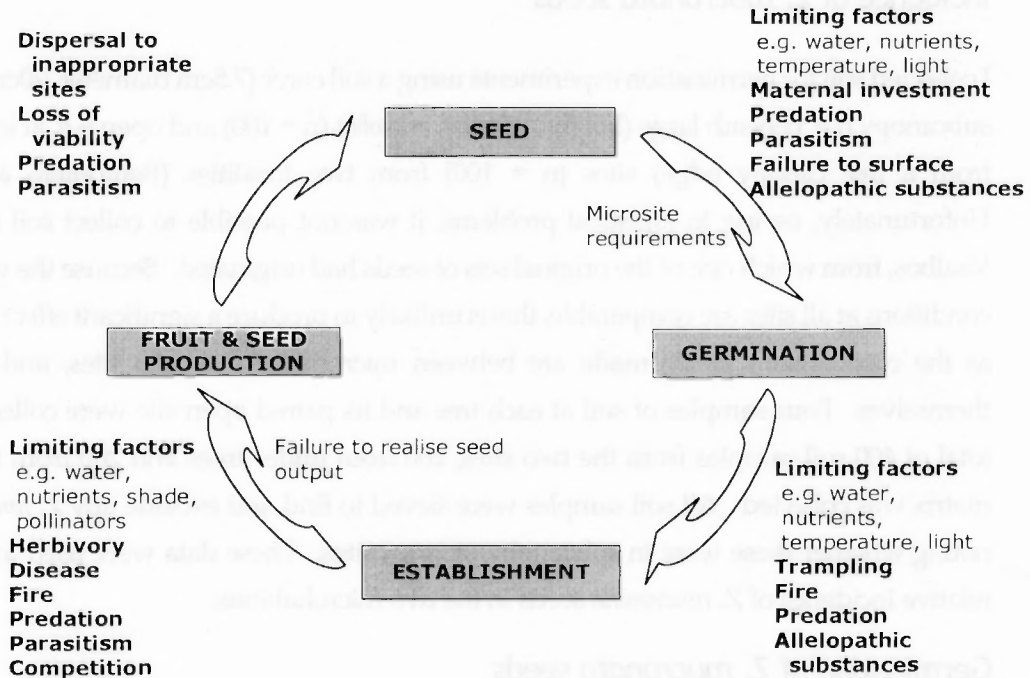 Dispersal to
inappropriate
sites
Loss of
viability
Predation
Parasitism
SEED
Limiting factors
e.g. water, nutrients,
temperature, light
Maternal investment
Predation
Parasitism
Failure to surface
Allelopathic substances
Microsite
requirements
FRUIT & SEED
PRODUCTION
GERMINATION
Limiting factors
e.g. water,
nutrients, shade,
pollinators
Herbivory
Disease
Fire
Predation
Parasitism
Competition
Failure to realise seed
output
ESTABLISHMENT
Limiting factors
e.g. water,
nutrients,
temperature, light
Trampling
Fire
Predation
Allelopathic
substances